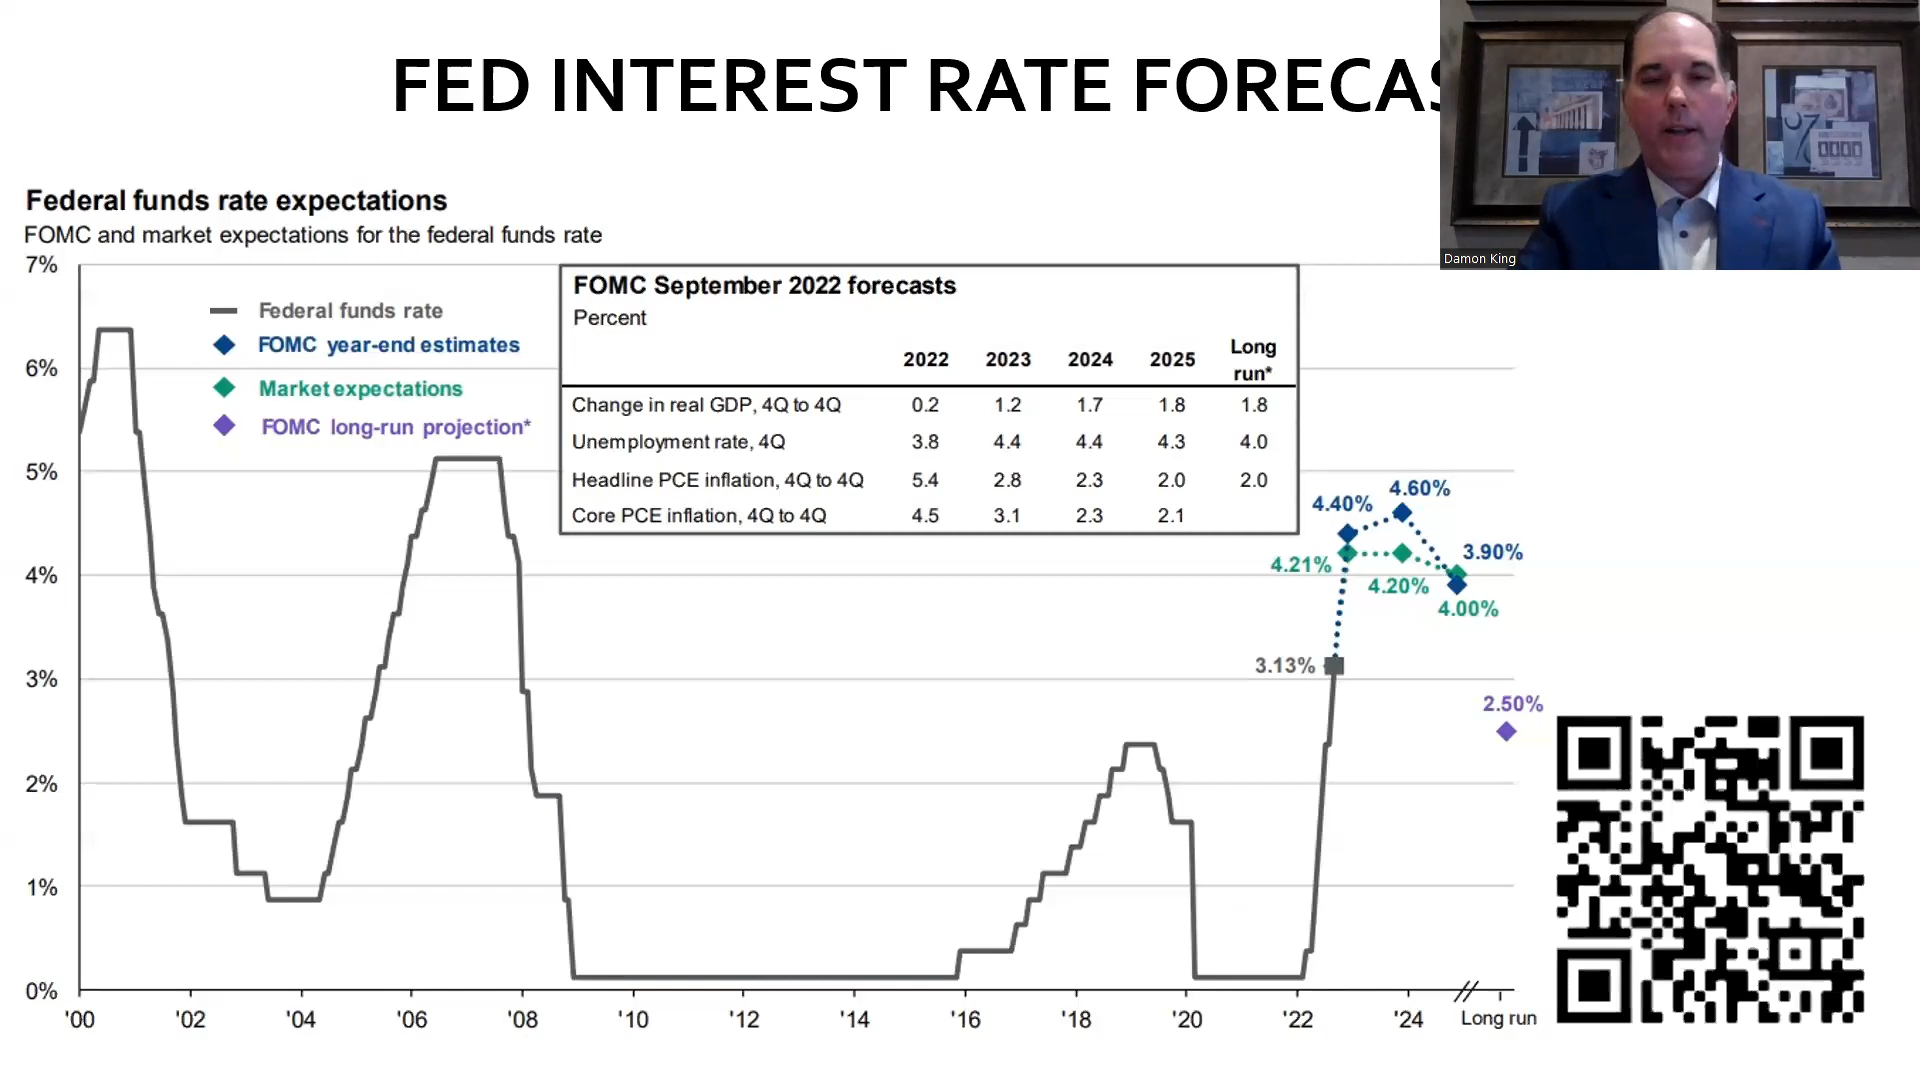 FED INTEREST RATE FORECAS
Damon King
Federal funds rate expectations
FOMC and market expectations for the federal funds rate
7%
6%
5%
4%
3%
2%
1%
0%
Federal funds rate
FOMC year-end estimates
Market expectations
FOMC long-run projection*
FOMC September 2022 forecasts
Percent
2022 2023 2024 2025 Long run*
Change in real GDP, 4Q to 4Q 0.2 1.2 1.7 1.8 1.8
Unemployment rate, 4Q 3.8 4.4 4.4 4.3 4.0
Headline PCE inflation, 4Q to 4Q 5.4 2.8 2.3 2.0 2.0
Core PCE inflation, 4Q to 4Q 4.5 3.1 2.3 2.1
4.60%
4.40%
3.90%
4.21%
4.20%
4.00%
3.13%
2.50%
'00 '02 '04 '06 '08 '10 '12 '14 '16 '18 '20 '22 '24 Long run